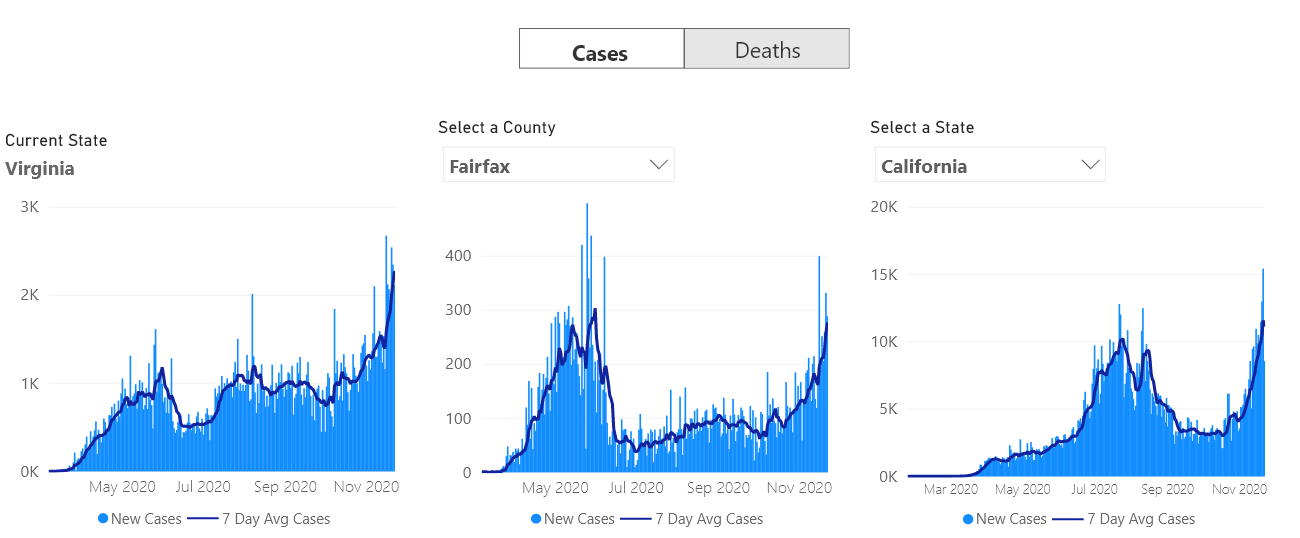 Cases Deaths
Current State
Virginia
3K
2K
1K
0K
May 2020 Jul 2020 Sep 2020 Nov 2020
New Cases 7 Day Avg Cases
Select a County
Fairfax
400
300
200
100
0
May 2020 Jul 2020 Sep 2020 Nov 2020
New Cases 7 Day Avg Cases
Select a State
California
20K
15K
10K
5K
0K
Mar 2020 May 2020 Jul 2020 Sep 2020 Nov 2020
New Cases 7 Day Avg Cases